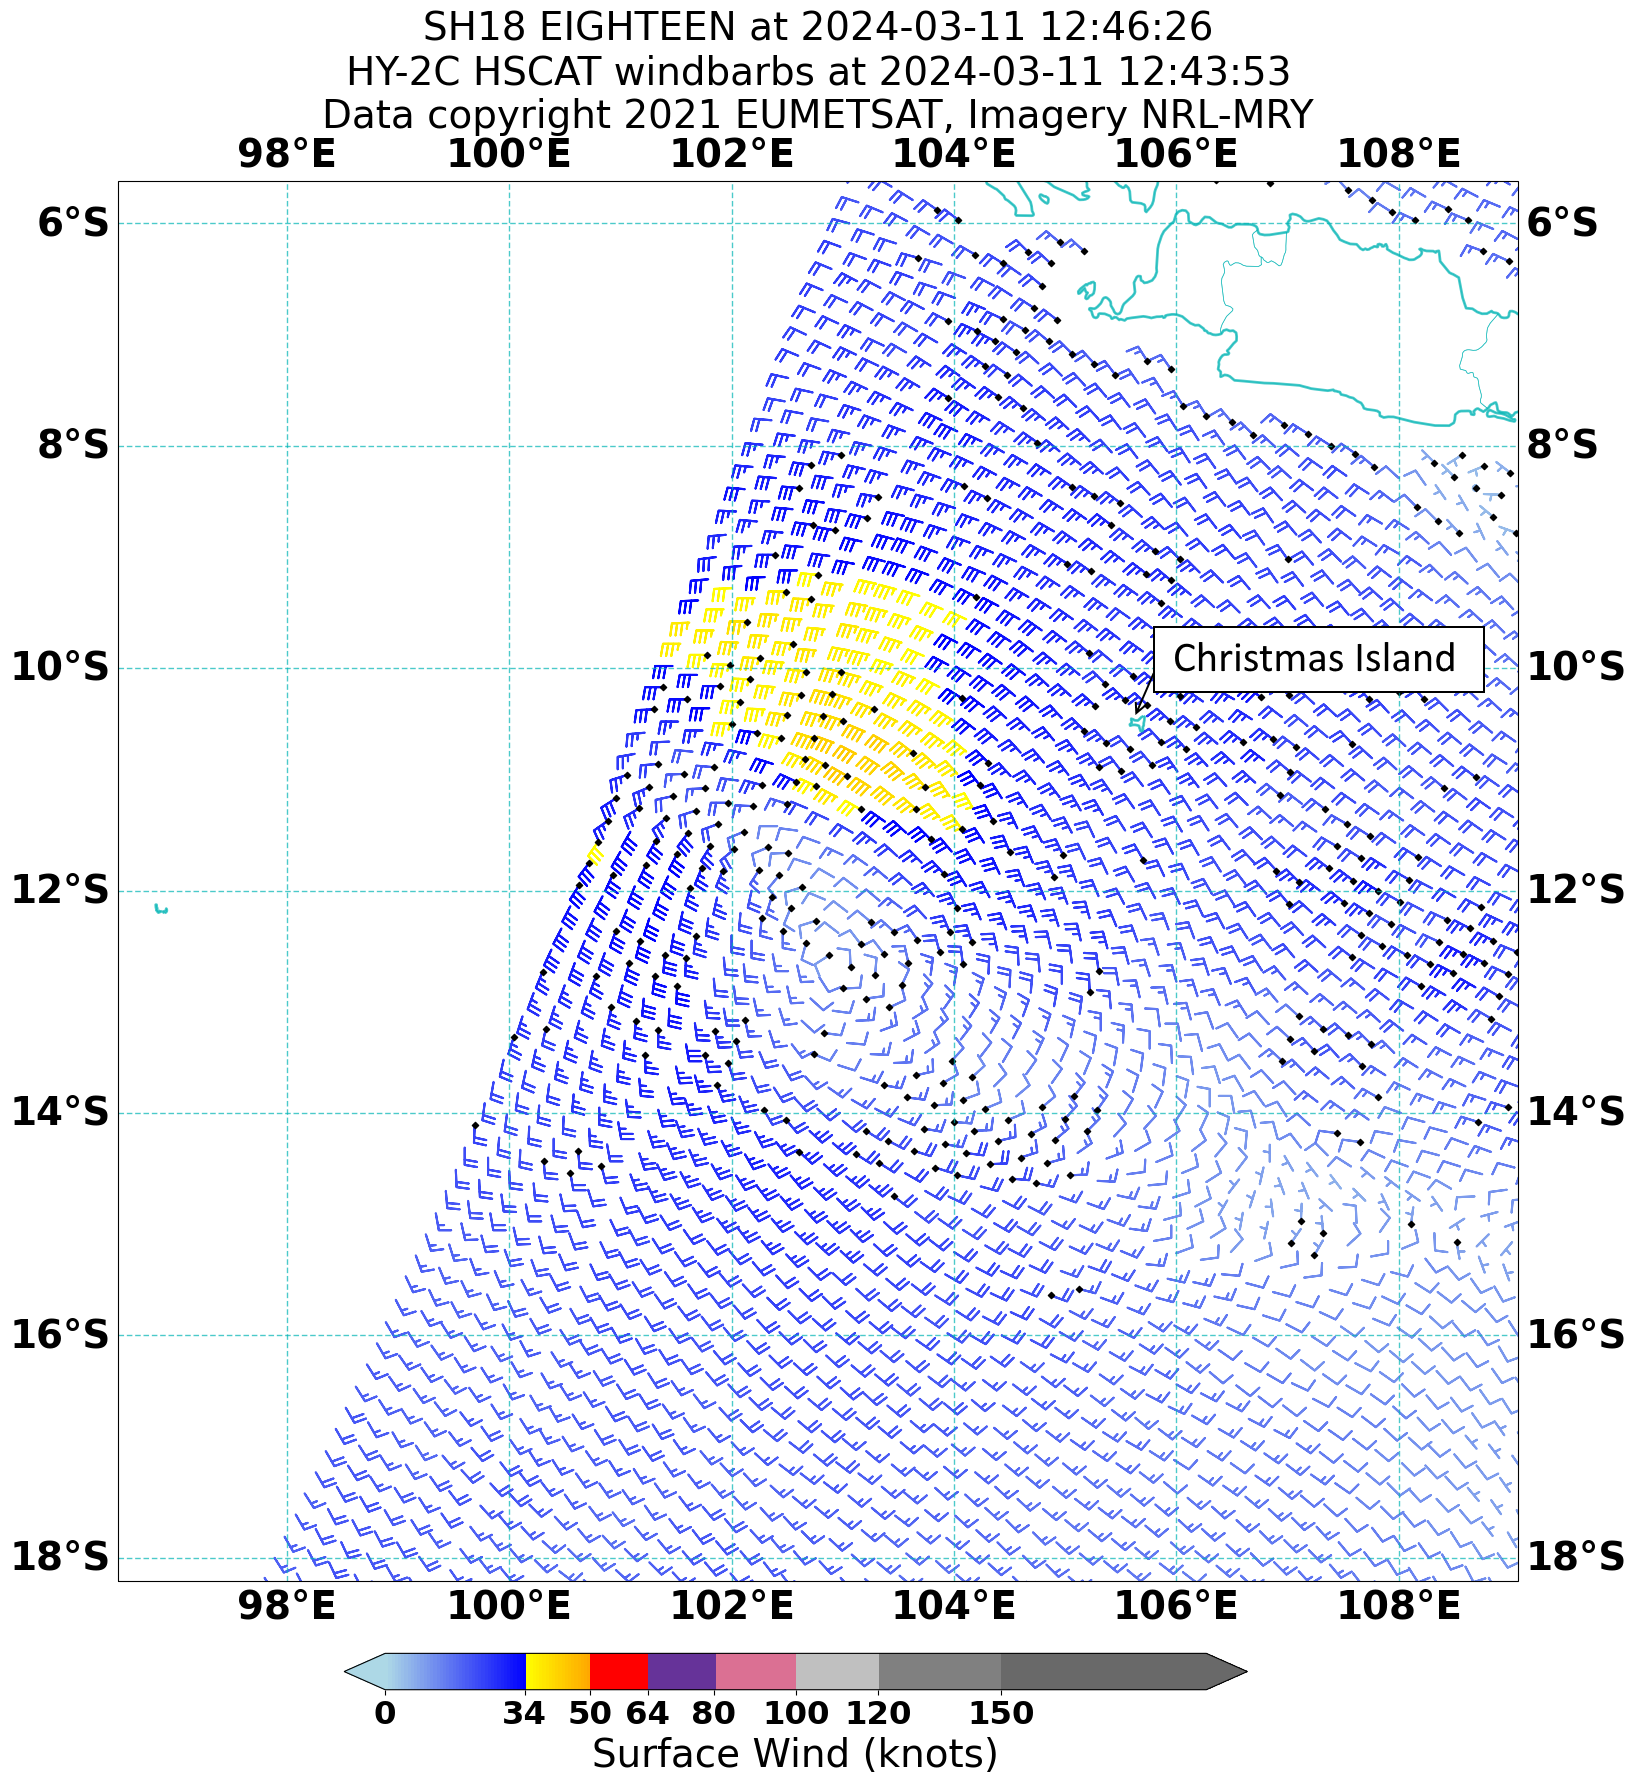 SH18 EIGHTEEN at 2024-03-11 12:46:26
HY-2C HSCAT windbarbs at 2024-03-11 12:43:53
Data copyright 2021 EUMETSAT, Imagery NRL-MRY
98°E 100°E 102°E 104°E 106°E 108°E
6°S 6°S
8°S 8°S
Christmas Island
10°S 10°S
12°S 12°S
14°S 14°S
16°S 16°S
18°S 18°S
98°E 100°E 102°E 104°E 106°E 108°E
0 34 50 64 80 100 120 150
Surface Wind (knots)